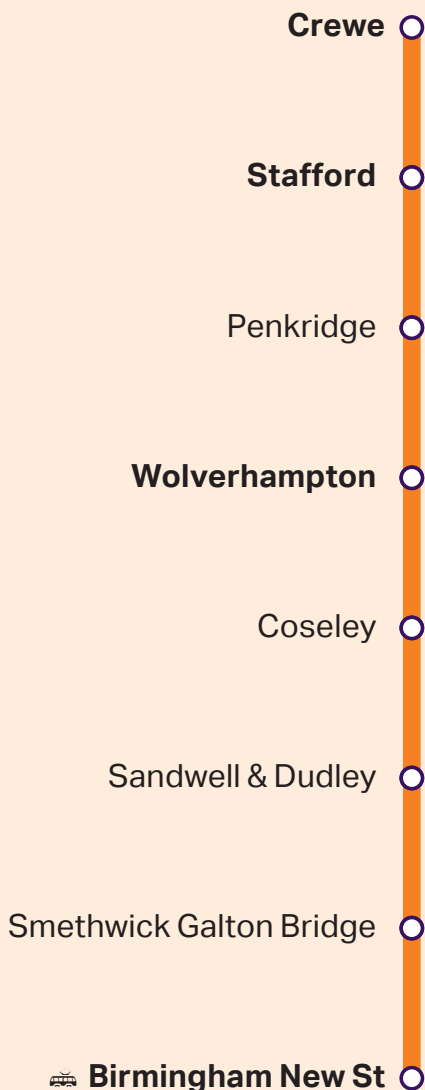 Crewe
Stafford
Penkridge
Wolverhampton
Coseley
Sandwell & Dudley
Smethwick Galton Bridge
Birmingham New St